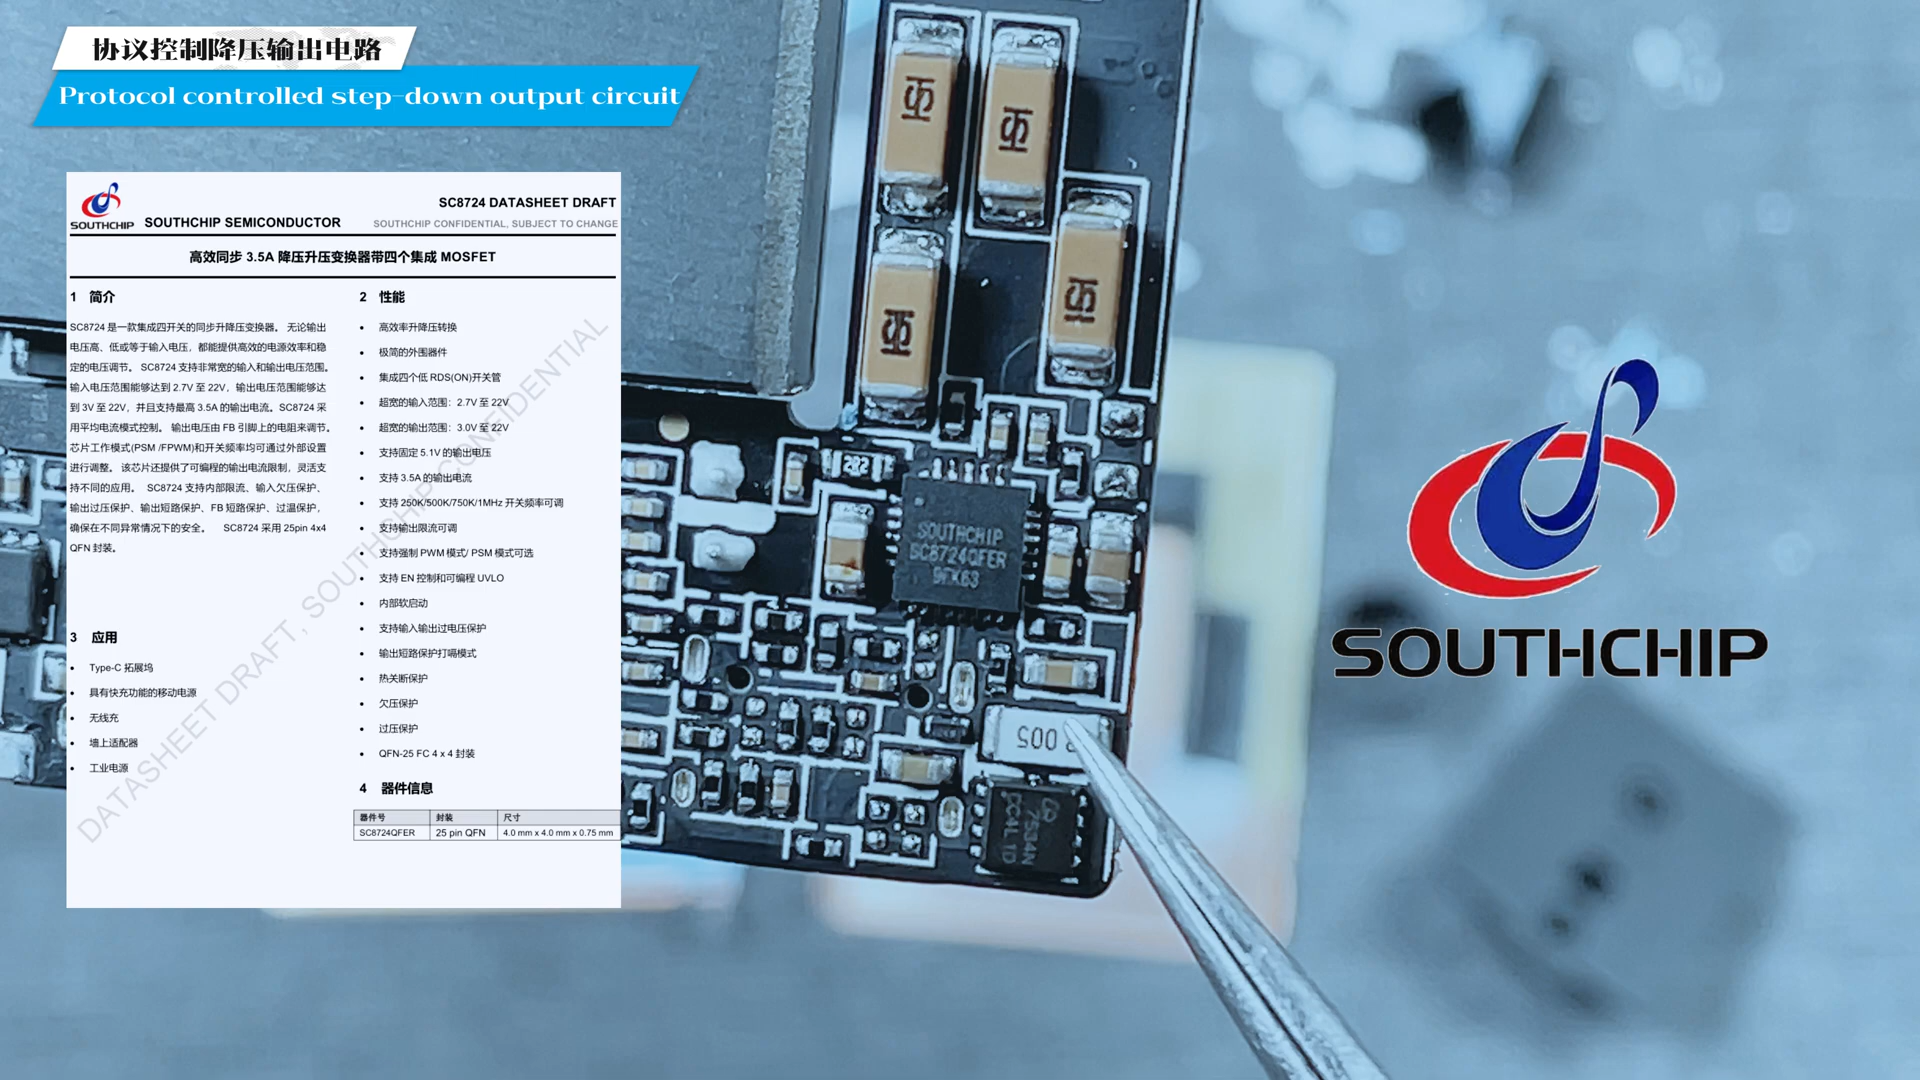 协议控制降压输出电路
Protocol controlled step-down output circuit
SOUTHCHIP
SOUTHCHIP SEMICONDUCTOR
SC8724 DATASHEET DRAFT
SOUTHCHIP CONFIDENTIAL, SUBJECT TO CHANGE
高效同步 3.5A 降压升压变换器带四个集成 MOSFET
1 简介
SC8724 是一款集成四开关的同步升降压变换器。 无论输出
电压高、低或等于输入电压，都能提供高效的电源效率和稳
定的电压调节。 SC8724 支持非常宽的输入和输出电压范围。
输入电压范围能够达到 2.7V 至 22V，输出电压范围能够达
到 3V 至 22V，并且支持最高 3.5A 的输出电流。SC8724 采
用平均电流模式控制。 输出电压由 FB 引脚上的电阻来调节。
芯片工作模式(PSM /FPWM)和开关频率均可通过外部设置
进行调整。 该芯片还提供了可编程的输出电流限制，灵活支
持不同的应用。 SC8724 支持内部限流、输入欠压保护、
输出过压保护、输出短路保护、FB 短路保护、过温保护，
确保在不同异常情况下的安全。 SC8724 采用 25pin 4x4
QFN 封装。
3 应用
• Type-C 拓展坞
• 具有快充功能的移动电源
• 无线充
• 墙上适配器
• 工业电源
2 性能
• 高效率升降压转换
• 极简的外围器件
• 集成四个低 RDS(ON)开关管
• 超宽的输入范围：2.7V 至 22V
• 超宽的输出范围：3.0V 至 22V
• 支持固定 5.1V 的输出电压
• 支持 3.5A 的输出电流
• 支持 250K/500K/750K/1MHz 开关频率可调
• 支持输出限流可调
• 支持强制 PWM 模式/ PSM 模式可选
• 支持 EN 控制和可编程 UVLO
• 内部软启动
• 支持输入输出过电压保护
• 输出短路保护打嗝模式
• 热关断保护
• 欠压保护
• 过压保护
• QFN-25 FC 4 x 4 封装
4 器件信息
器件号 封装 尺寸
SC8724QFER 25 pin QFN 4.0 mm x 4.0 mm x 0.75 mm
DATASHEET DRAFT, SOUTHCHIP CONFIDENTIAL
202
SOUTHCHIP
SC8724QFER
005
7534N
SOUTHCHIP